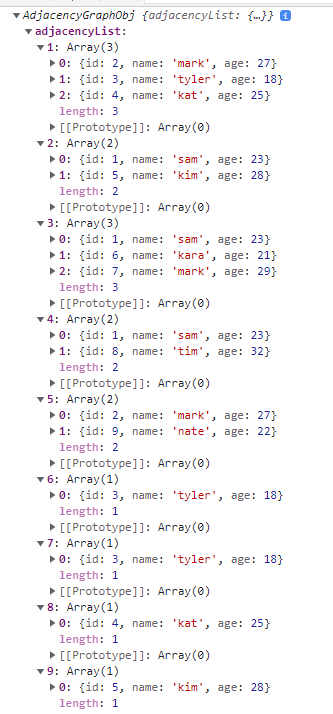 AdjacencyGraphObj {adjacencyList: {…}} i
adjacencyList:
1: Array(3)
0: {id: 2, name: 'mark', age: 27}
1: {id: 3, name: 'tyler', age: 18}
2: {id: 4, name: 'kat', age: 25}
length: 3
[[Prototype]]: Array(0)
2: Array(2)
0: {id: 1, name: 'sam', age: 23}
1: {id: 5, name: 'kim', age: 28}
length: 2
[[Prototype]]: Array(0)
3: Array(3)
0: {id: 1, name: 'sam', age: 23}
1: {id: 6, name: 'kara', age: 21}
2: {id: 7, name: 'mark', age: 29}
length: 3
[[Prototype]]: Array(0)
4: Array(2)
0: {id: 1, name: 'sam', age: 23}
1: {id: 8, name: 'tim', age: 32}
length: 2
[[Prototype]]: Array(0)
5: Array(2)
0: {id: 2, name: 'mark', age: 27}
1: {id: 9, name: 'nate', age: 22}
length: 2
[[Prototype]]: Array(0)
6: Array(1)
0: {id: 3, name: 'tyler', age: 18}
length: 1
[[Prototype]]: Array(0)
7: Array(1)
0: {id: 3, name: 'tyler', age: 18}
length: 1
[[Prototype]]: Array(0)
8: Array(1)
0: {id: 4, name: 'kat', age: 25}
length: 1
[[Prototype]]: Array(0)
9: Array(1)
0: {id: 5, name: 'kim', age: 28}
length: 1